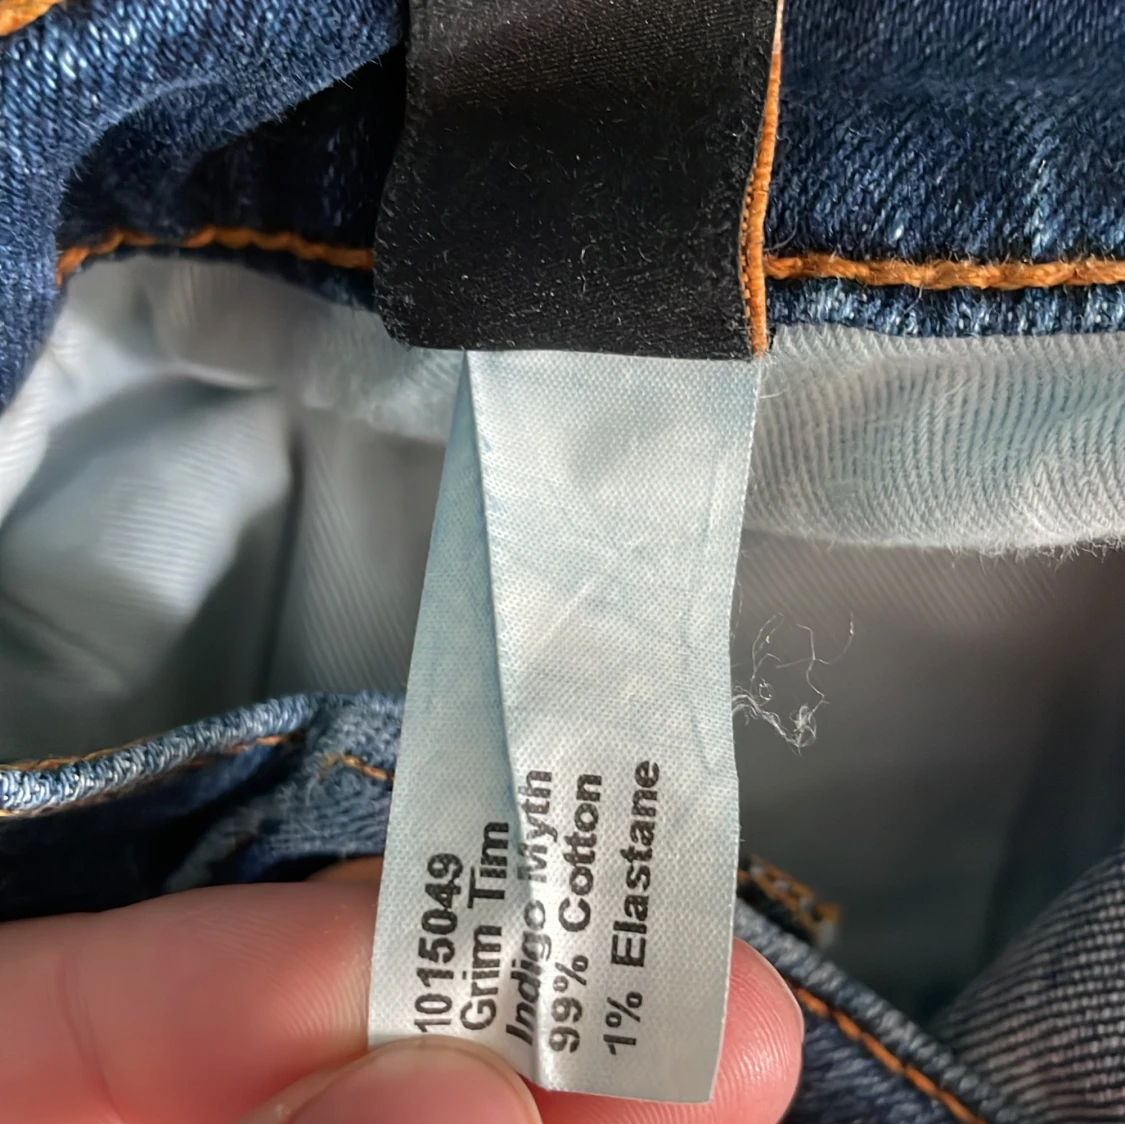 1015049
Grim Tim
Indigo Myth
99% Cotton
1% Elastane